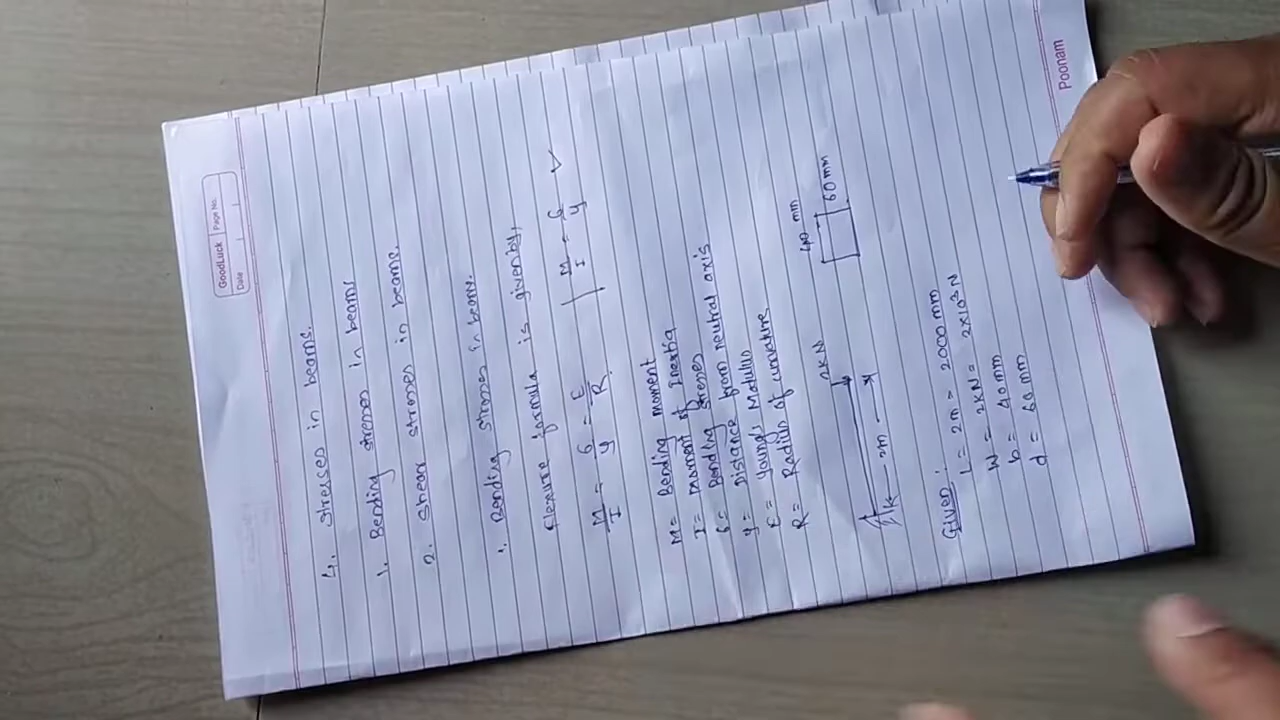 GoodLuck Page No.
Date
4. Stresses in beams.
1. Bending stresses in beams
2. Shear stresses in beams.
1. Bending stresses in beams.
Flexure formula is given by,
M/I = б/y = E/R | M/I = б/y ✓
M = Bending moment
I = Moment of Inertia
б = Bending stresses
y = Distance from neutral axis
E = Young's Modulus
R = Radius of curvature
2KN
40 mm
60 mm
2m
Given :
L = 2m = 2000 mm
W = 2KN = 2x10³ N
b = 40mm
d = 60 mm
Poonam